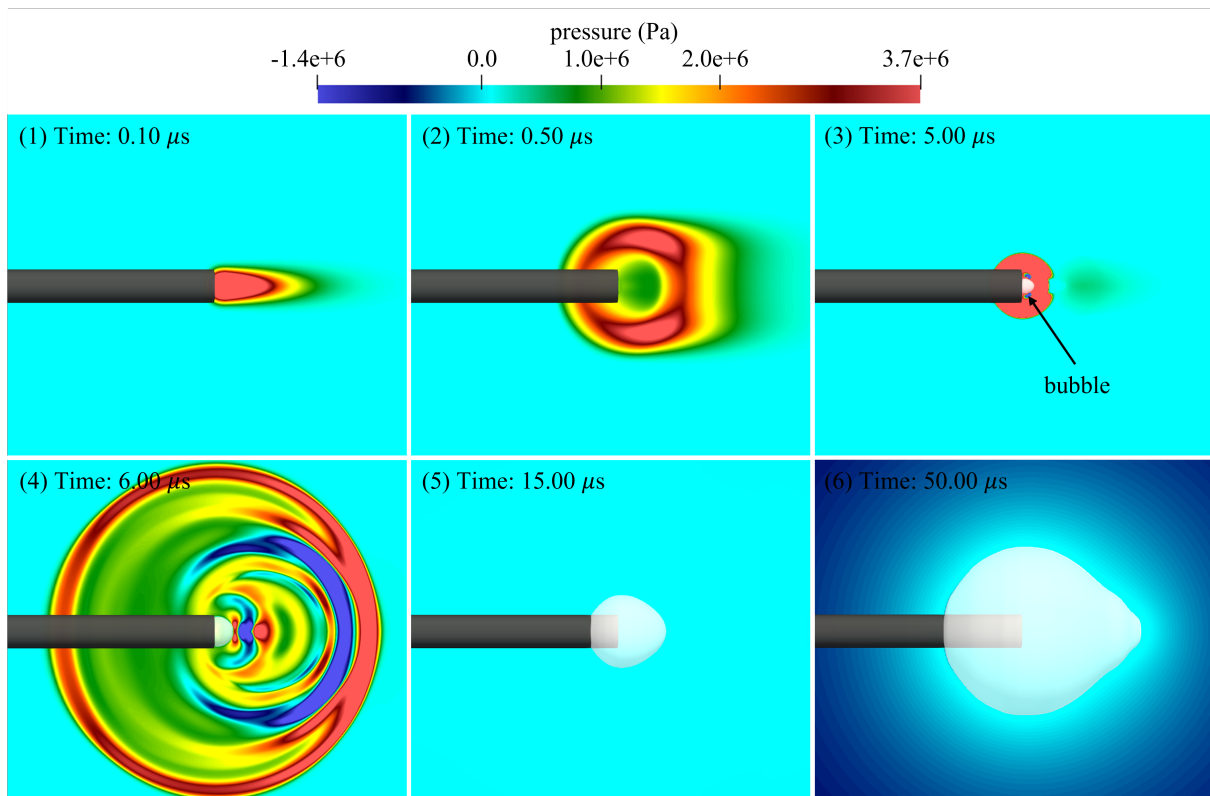 pressure (Pa)
-1.4e+6 0.0 1.0e+6 2.0e+6 3.7e+6
(1) Time: 0.10 μs
(2) Time: 0.50 μs
(3) Time: 5.00 μs
bubble
(4) Time: 6.00 μs
(5) Time: 15.00 μs
(6) Time: 50.00 μs